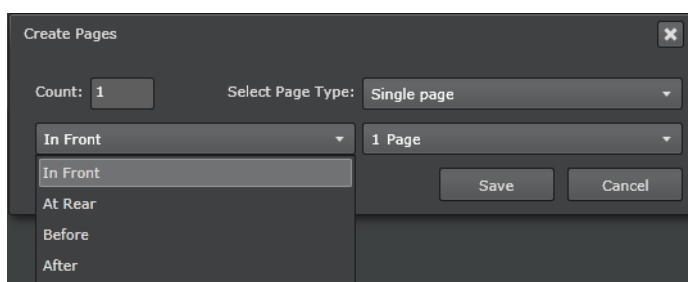 Create Pages
Count: 1 Select Page Type: Single page
In Front 1 Page
In Front
Save Cancel
At Rear
Before
After